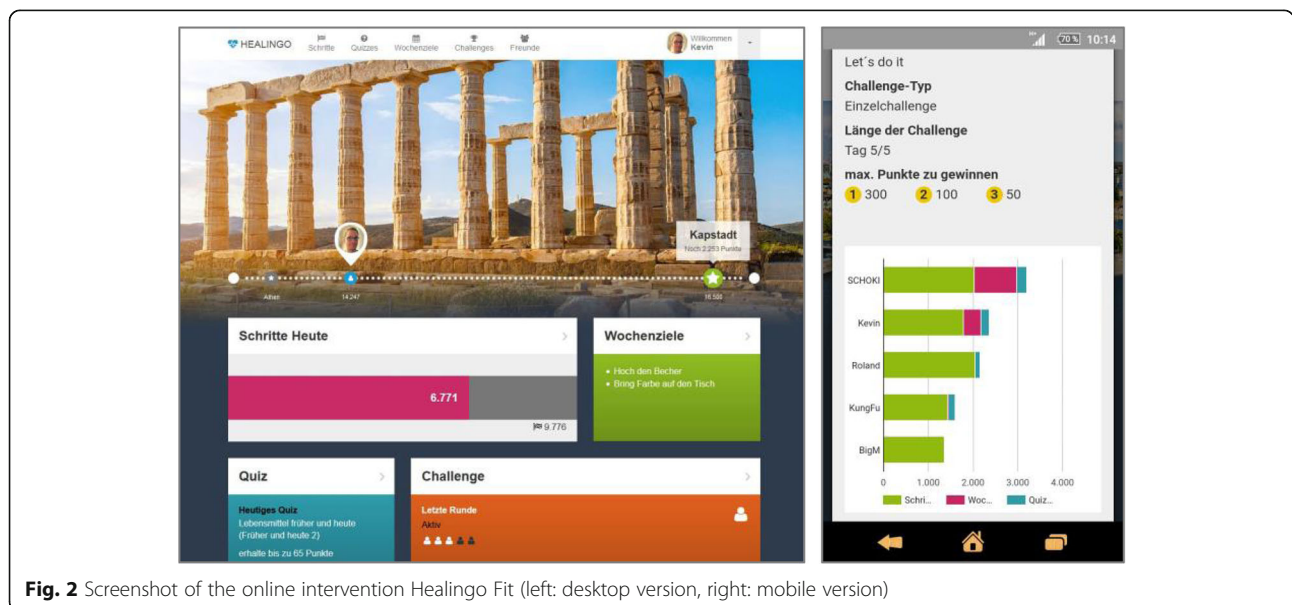 HEALINGO
Schritte Quizzes Wochenziele Challenges Freunde
Willkommen
Kevin
Kapstadt
Noch 2.253 Punkte
Athen 14.247 16.500
Schritte Heute
6.771
9.776
Wochenziele
Hoch den Becher
Bring Farbe auf den Tisch
Quiz
Heutiges Quiz
Lebensmittel früher und heute
(Früher und heute 2)
erhalte bis zu 65 Punkte
Challenge
Letzte Runde
Aktiv
70% 10:14
Let´s do it
Challenge-Typ
Einzelchallenge
Länge der Challenge
Tag 5/5
max. Punkte zu gewinnen
1 300 2 100 3 50
SCHOKI
Kevin
Roland
KungFu
BigM
0 1.000 2.000 3.000 4.000
Schri... Woc... Quiz...
Fig. 2 Screenshot of the online intervention Healingo Fit (left: desktop version, right: mobile version)